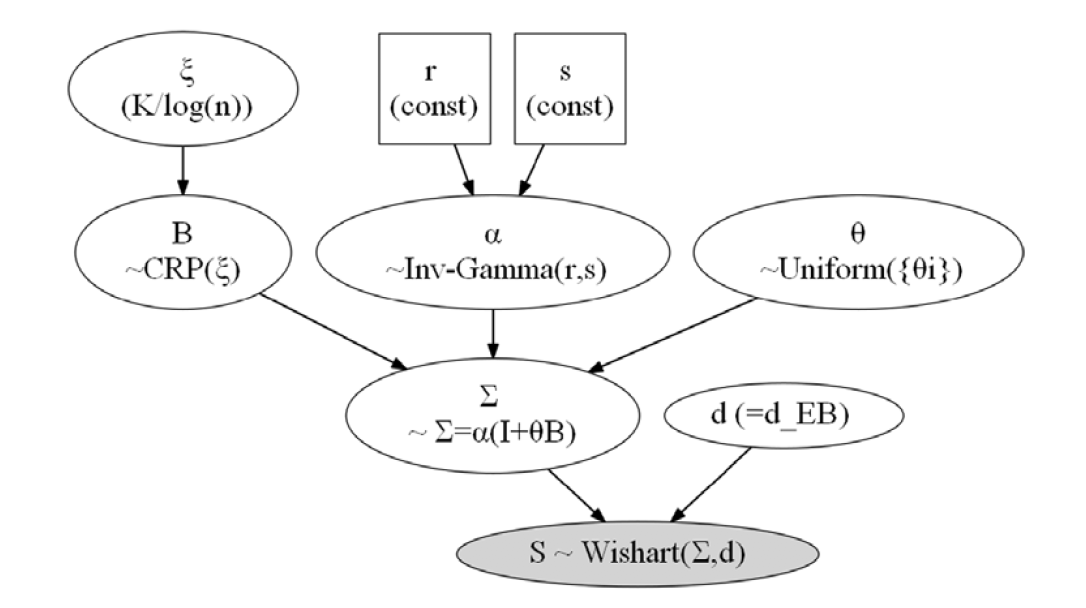 ξ
(K/log(n))
r
(const)
s
(const)
B
~CRP(ξ)
α
~Inv-Gamma(r,s)
θ
~Uniform({θi})
Σ
~ Σ=α(I+θB)
d (=d_EB)
S ~ Wishart(Σ,d)